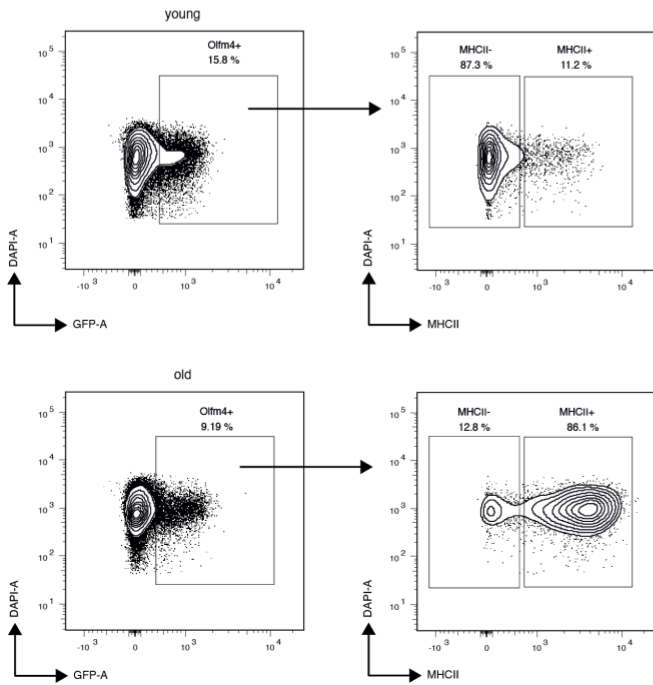 young
Olfm4+
15.8 %
10^5
10^4
10^3
10^2
10^1
DAPI-A
-10^3
0
10^3
10^4
GFP-A
MHCII-
87.3 %
MHCII+
11.2 %
10^5
10^4
10^3
10^2
10^1
DAPI-A
-10^3
0
10^3
10^4
MHCII
old
Olfm4+
9.19 %
10^5
10^4
10^3
10^2
10^1
DAPI-A
-10^3
0
10^3
10^4
GFP-A
MHCII-
12.8 %
MHCII+
86.1 %
10^5
10^4
10^3
10^2
10^1
DAPI-A
-10^3
0
10^3
10^4
MHCII